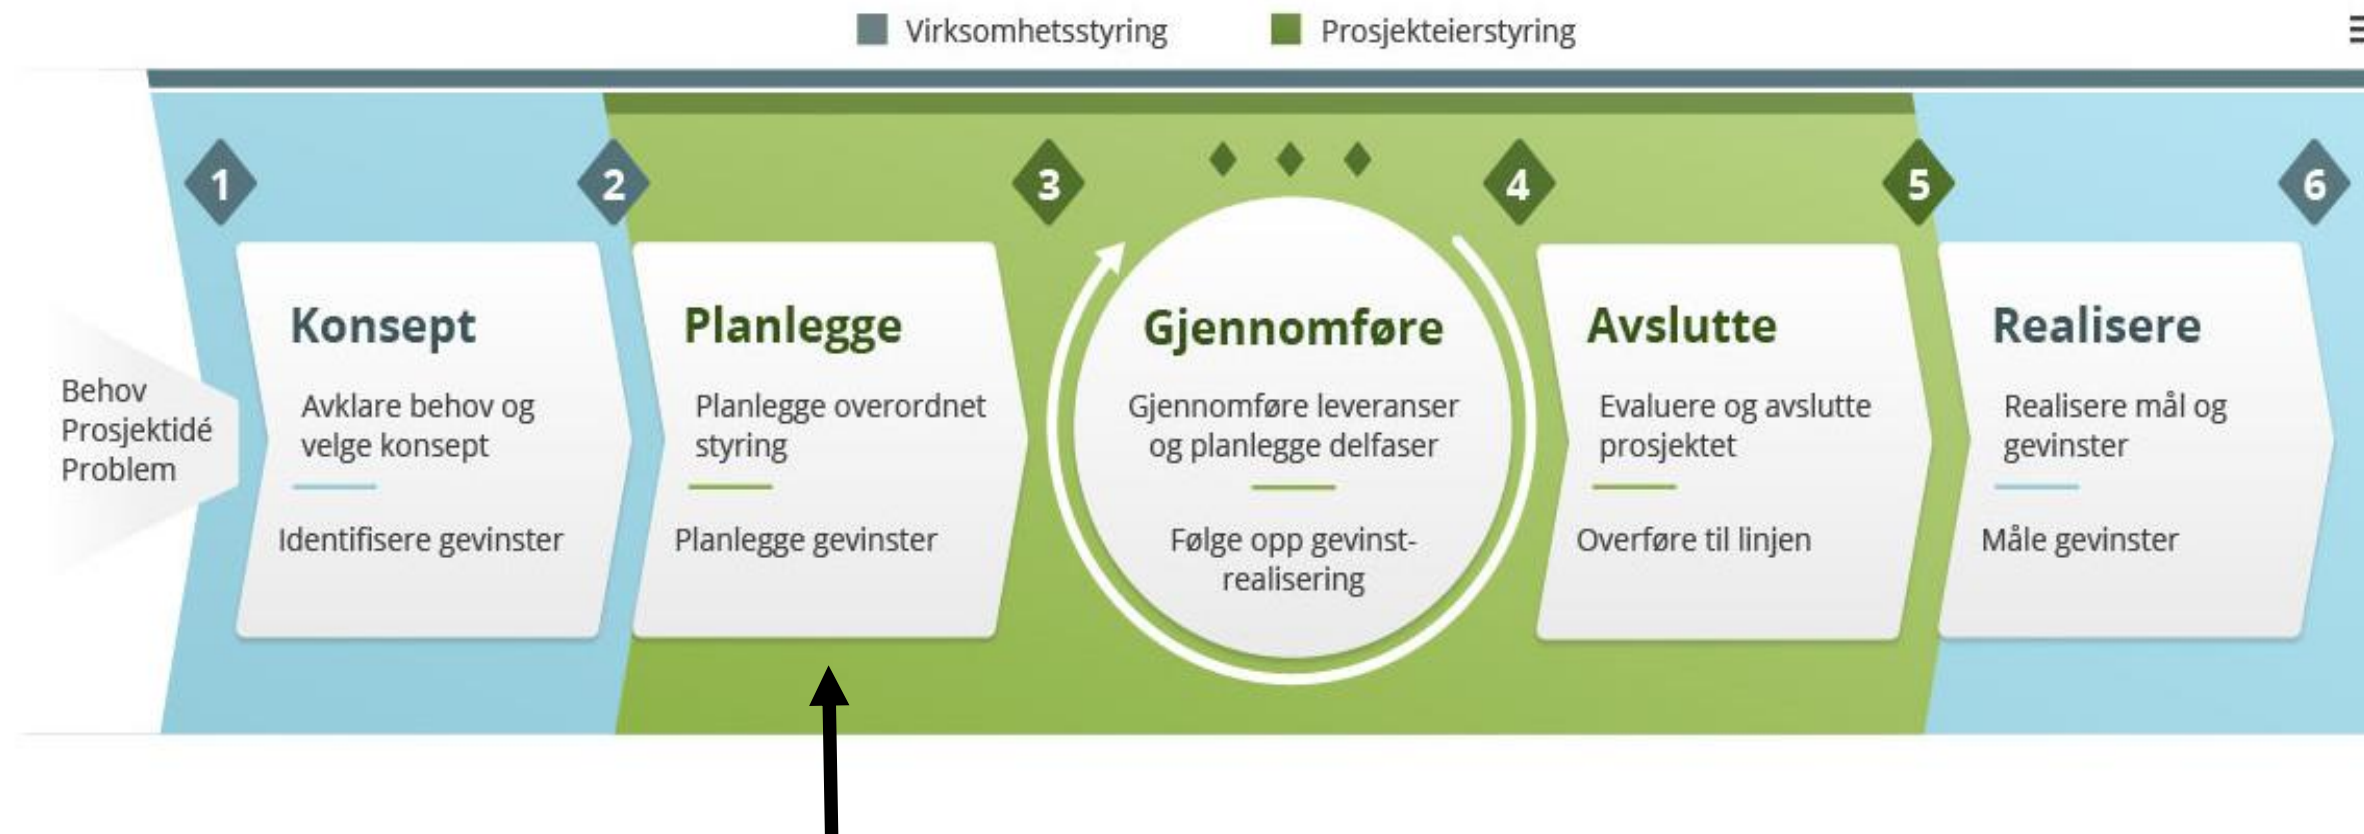 Virksomhetsstyring
Prosjekteierstyring
1
2
3
4
5
6
Behov
Prosjektidé
Problem
Konsept
Avklare behov og
velge konsept
Identifisere gevinster
Planlegge
Planlegge overordnet
styring
Planlegge gevinster
Gjennomføre
Gjennomføre leveranser
og planlegge delfaser
Følge opp gevinst-
realisering
Avslutte
Evaluere og avslutte
prosjektet
Overføre til linjen
Realisere
Realisere mål og
gevinster
Måle gevinster